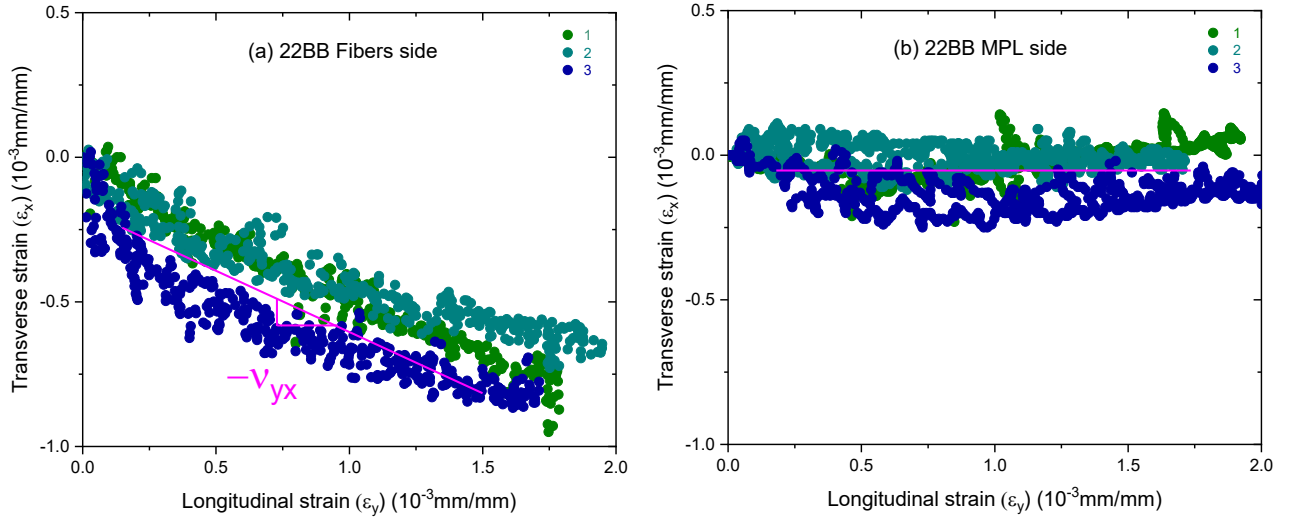 0.5
0.0
-0.5
-1.0
Transverse strain (εx) (10-3mm/mm)
(a) 22BB Fibers side
1
2
3
−νyx
0.0 0.5 1.0 1.5 2.0
Longitudinal strain (εy) (10-3mm/mm)
0.5
0.0
-0.5
-1.0
Transverse strain (εx) (10-3mm/mm)
(b) 22BB MPL side
1
2
3
0.0 0.5 1.0 1.5 2.0
Longitudinal strain (εy) (10-3mm/mm)